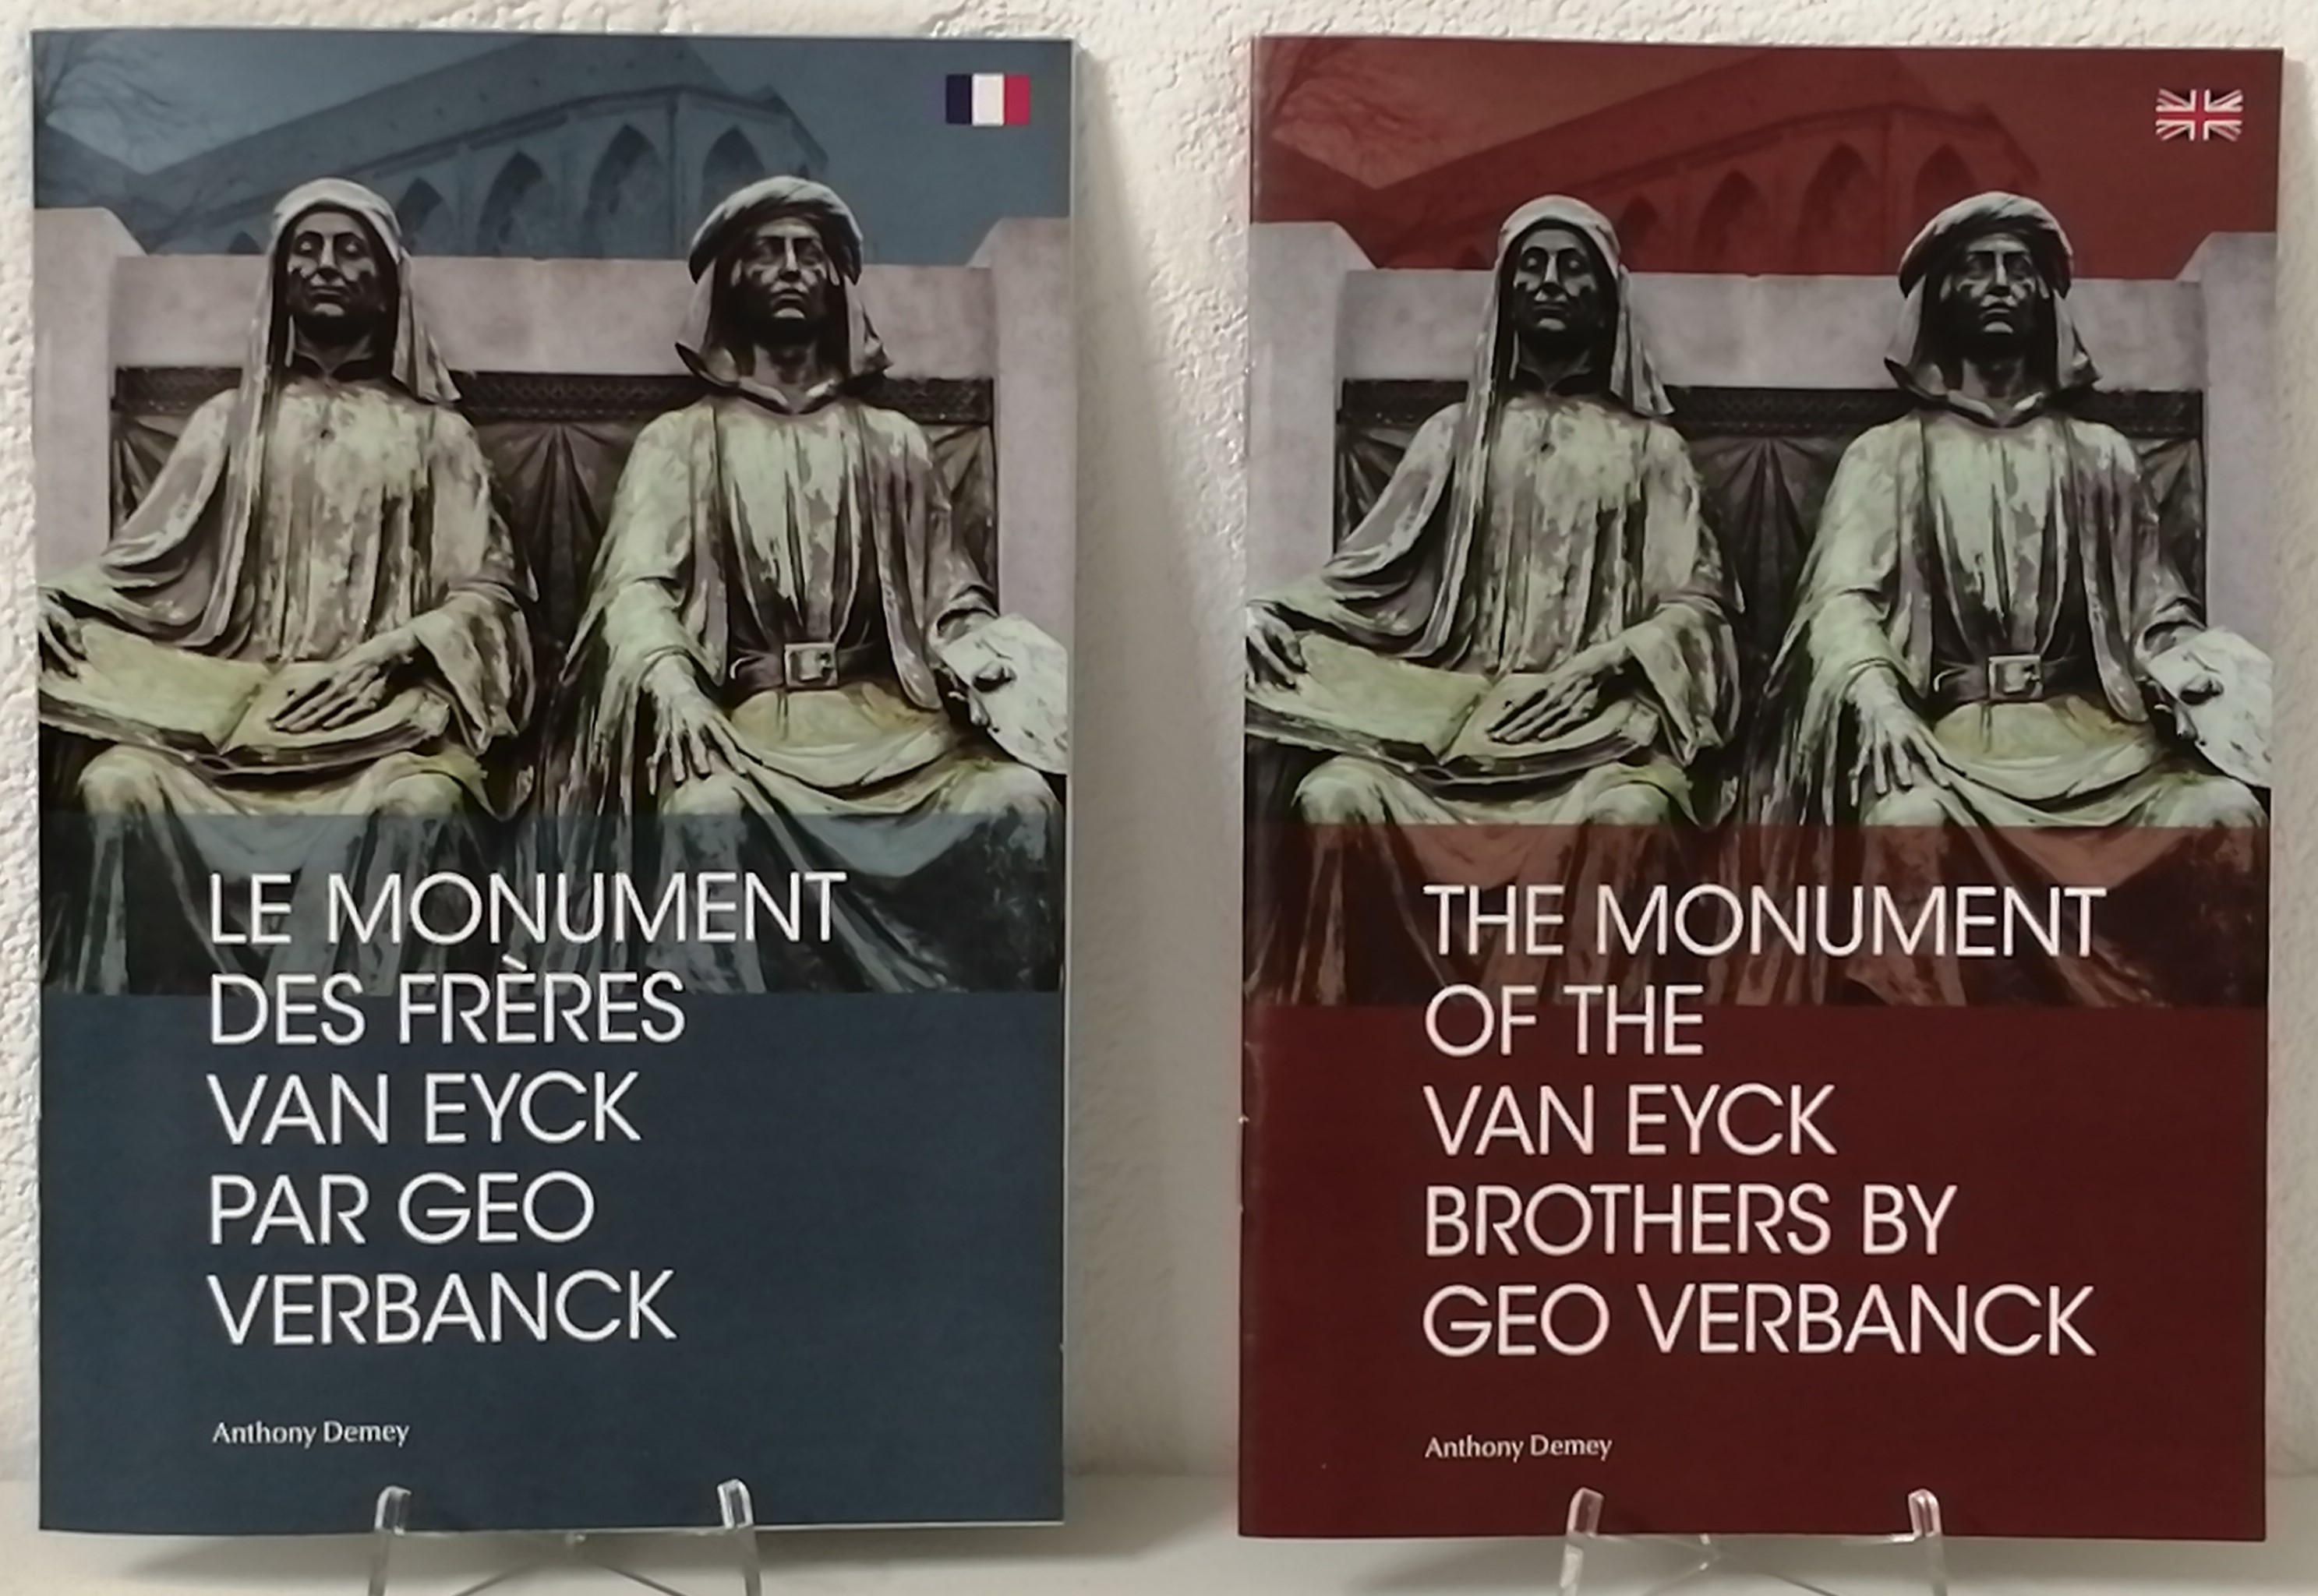 LE MONUMENT
DES FRÈRES
VAN EYCK
PAR GEO
VERBANCK
Anthony Demey
THE MONUMENT
OF THE
VAN EYCK
BROTHERS BY
GEO VERBANCK
Anthony Demey